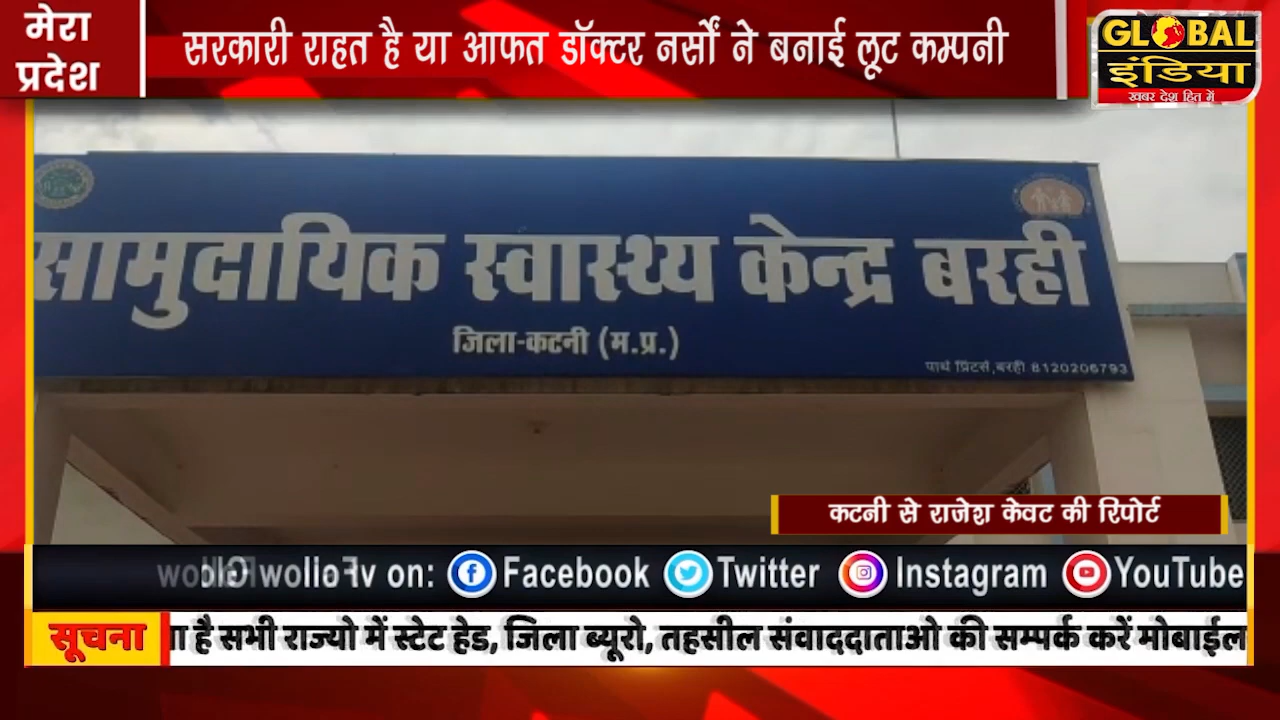 मेरा
प्रदेश
सरकारी राहत है या आफत डॉक्टर नर्सों ने बनाई लूट कम्पनी
GLOBAL
इंडिया
खबर देश हित में
सामुदायिक स्वास्थ्य केन्द्र बरही
जिला-कटनी (म.प्र.)
पार्थ प्रिंटर्स,बरही 8120206793
कटनी से राजेश केवट की रिपोर्ट
on: Facebook Twitter Instagram YouTube
सूचना
है सभी राज्यो में स्टेट हेड, जिला ब्यूरो, तहसील संवाददाताओ की सम्पर्क करें मोबाईल